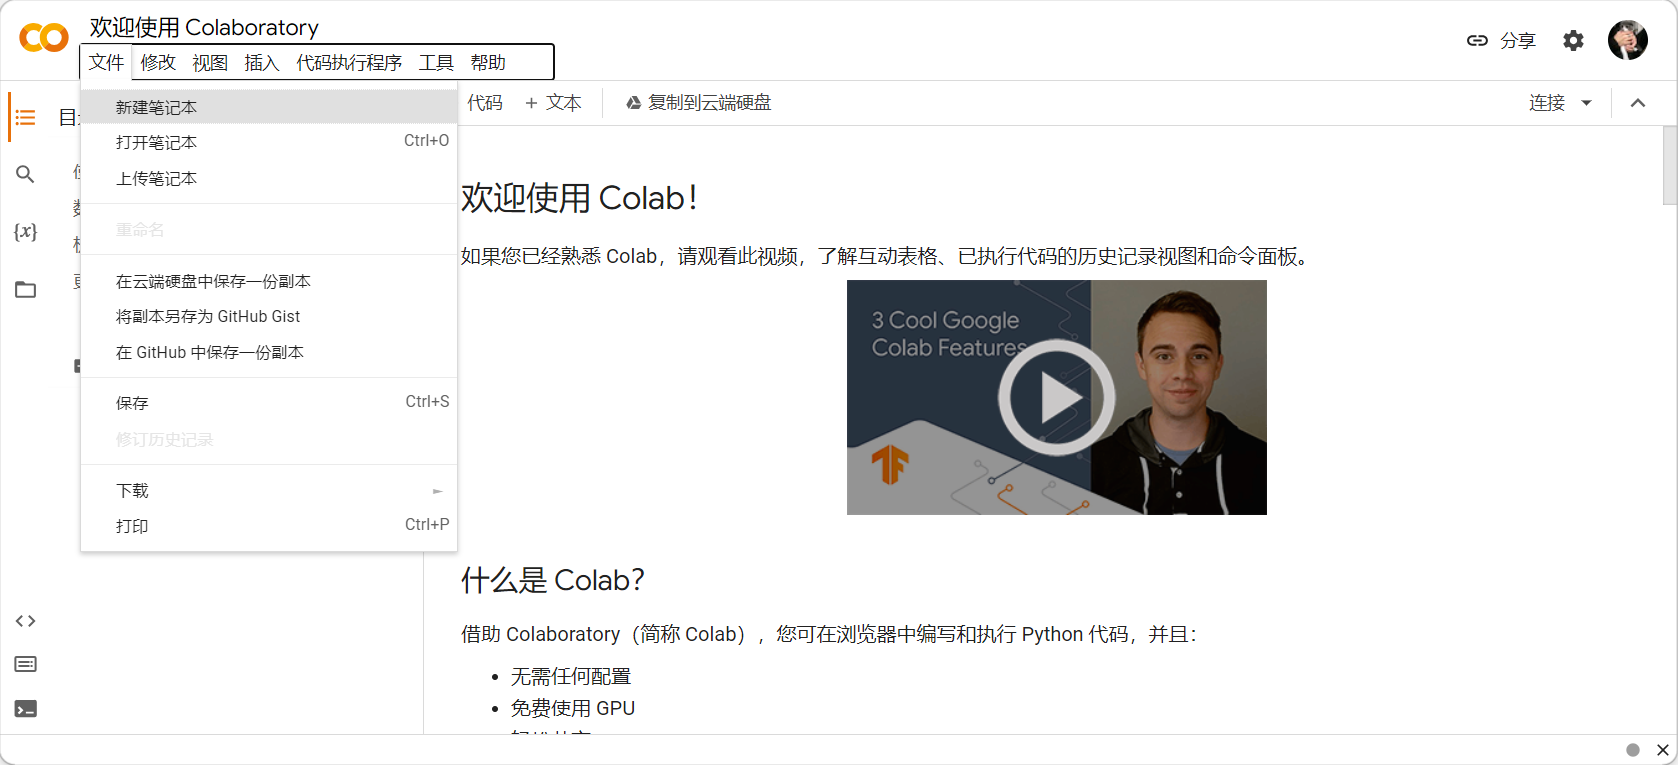 欢迎使用 Colaboratory
文件 修改 视图 插入 代码执行程序 工具 帮助
分享
代码 + 文本 复制到云端硬盘
连接
新建笔记本
打开笔记本 Ctrl+O
上传笔记本
重命名
在云端硬盘中保存一份副本
将副本另存为 GitHub Gist
在 GitHub 中保存一份副本
保存 Ctrl+S
修订历史记录
下载
打印 Ctrl+P
{x}
欢迎使用 Colab！
如果您已经熟悉 Colab，请观看此视频，了解互动表格、已执行代码的历史记录视图和命令面板。
3 Cool Google
Colab Features
什么是 Colab？
借助 Colaboratory（简称 Colab），您可在浏览器中编写和执行 Python 代码，并且：
• 无需任何配置
• 免费使用 GPU